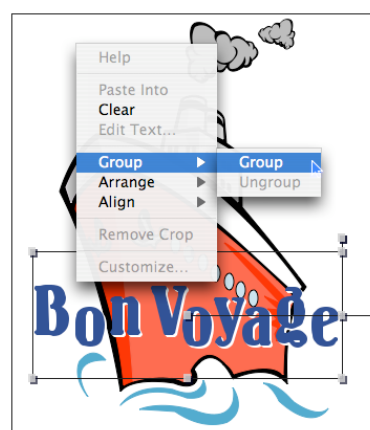 Help
Paste Into
Clear
Edit Text...
Group
Group
Arrange
Ungroup
Align
Remove Crop
Customize...
Bon Voyage